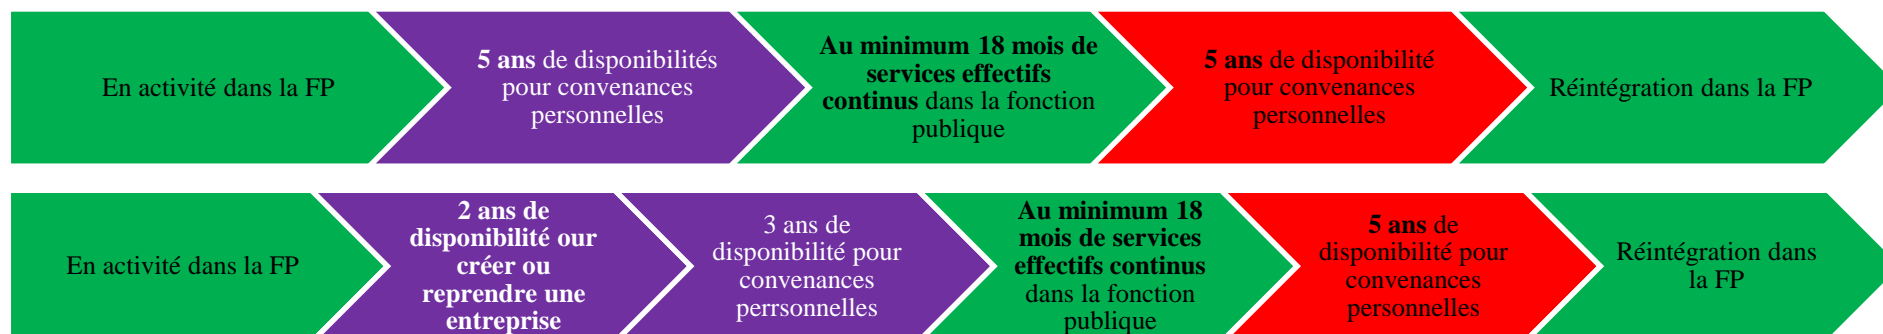 En activité dans la FP
5 ans de disponibilités
pour convenances
personnelles
Au minimum 18 mois de
services effectifs
continus dans la fonction
publique
5 ans de disponibilité
pour convenances
personnelles
Réintégration dans la FP
En activité dans la FP
2 ans de
disponibilité our
créer ou
reprendre une
entreprise
3 ans de
disponibilité pour
convenances
perrsonnelles
Au minimum 18
mois de services
effectifs continus
dans la fonction
publique
5 ans de
disponibilité pour
convenances
personnelles
Réintégration dans
la FP